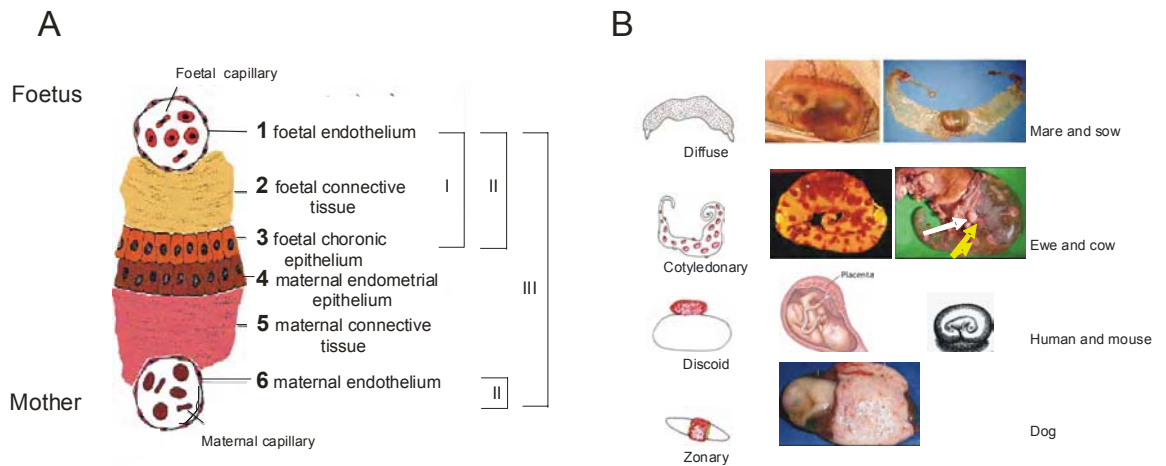 A
Foetus
Foetal capillary
1 foetal endothelium
2 foetal connective
tissue
3 foetal choronic
epithelium
4 maternal endometrial
epithelium
5 maternal connective
tissue
6 maternal endothelium
Mother
Maternal capillary
I
II
III
II
B
Diffuse
Mare and sow
Cotyledonary
Ewe and cow
Placenta
Discoid
Human and mouse
Zonary
Dog